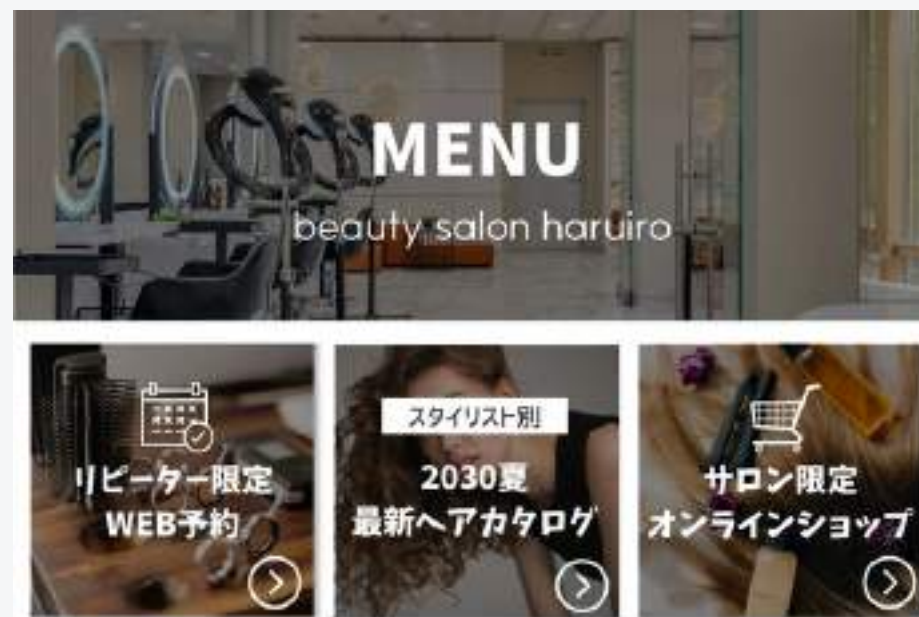 MENU
beauty salon haruiro
リピーター限定
WEB予約
スタイリスト別
2030夏
最新ヘアカタログ
サロン限定
オンラインショップ